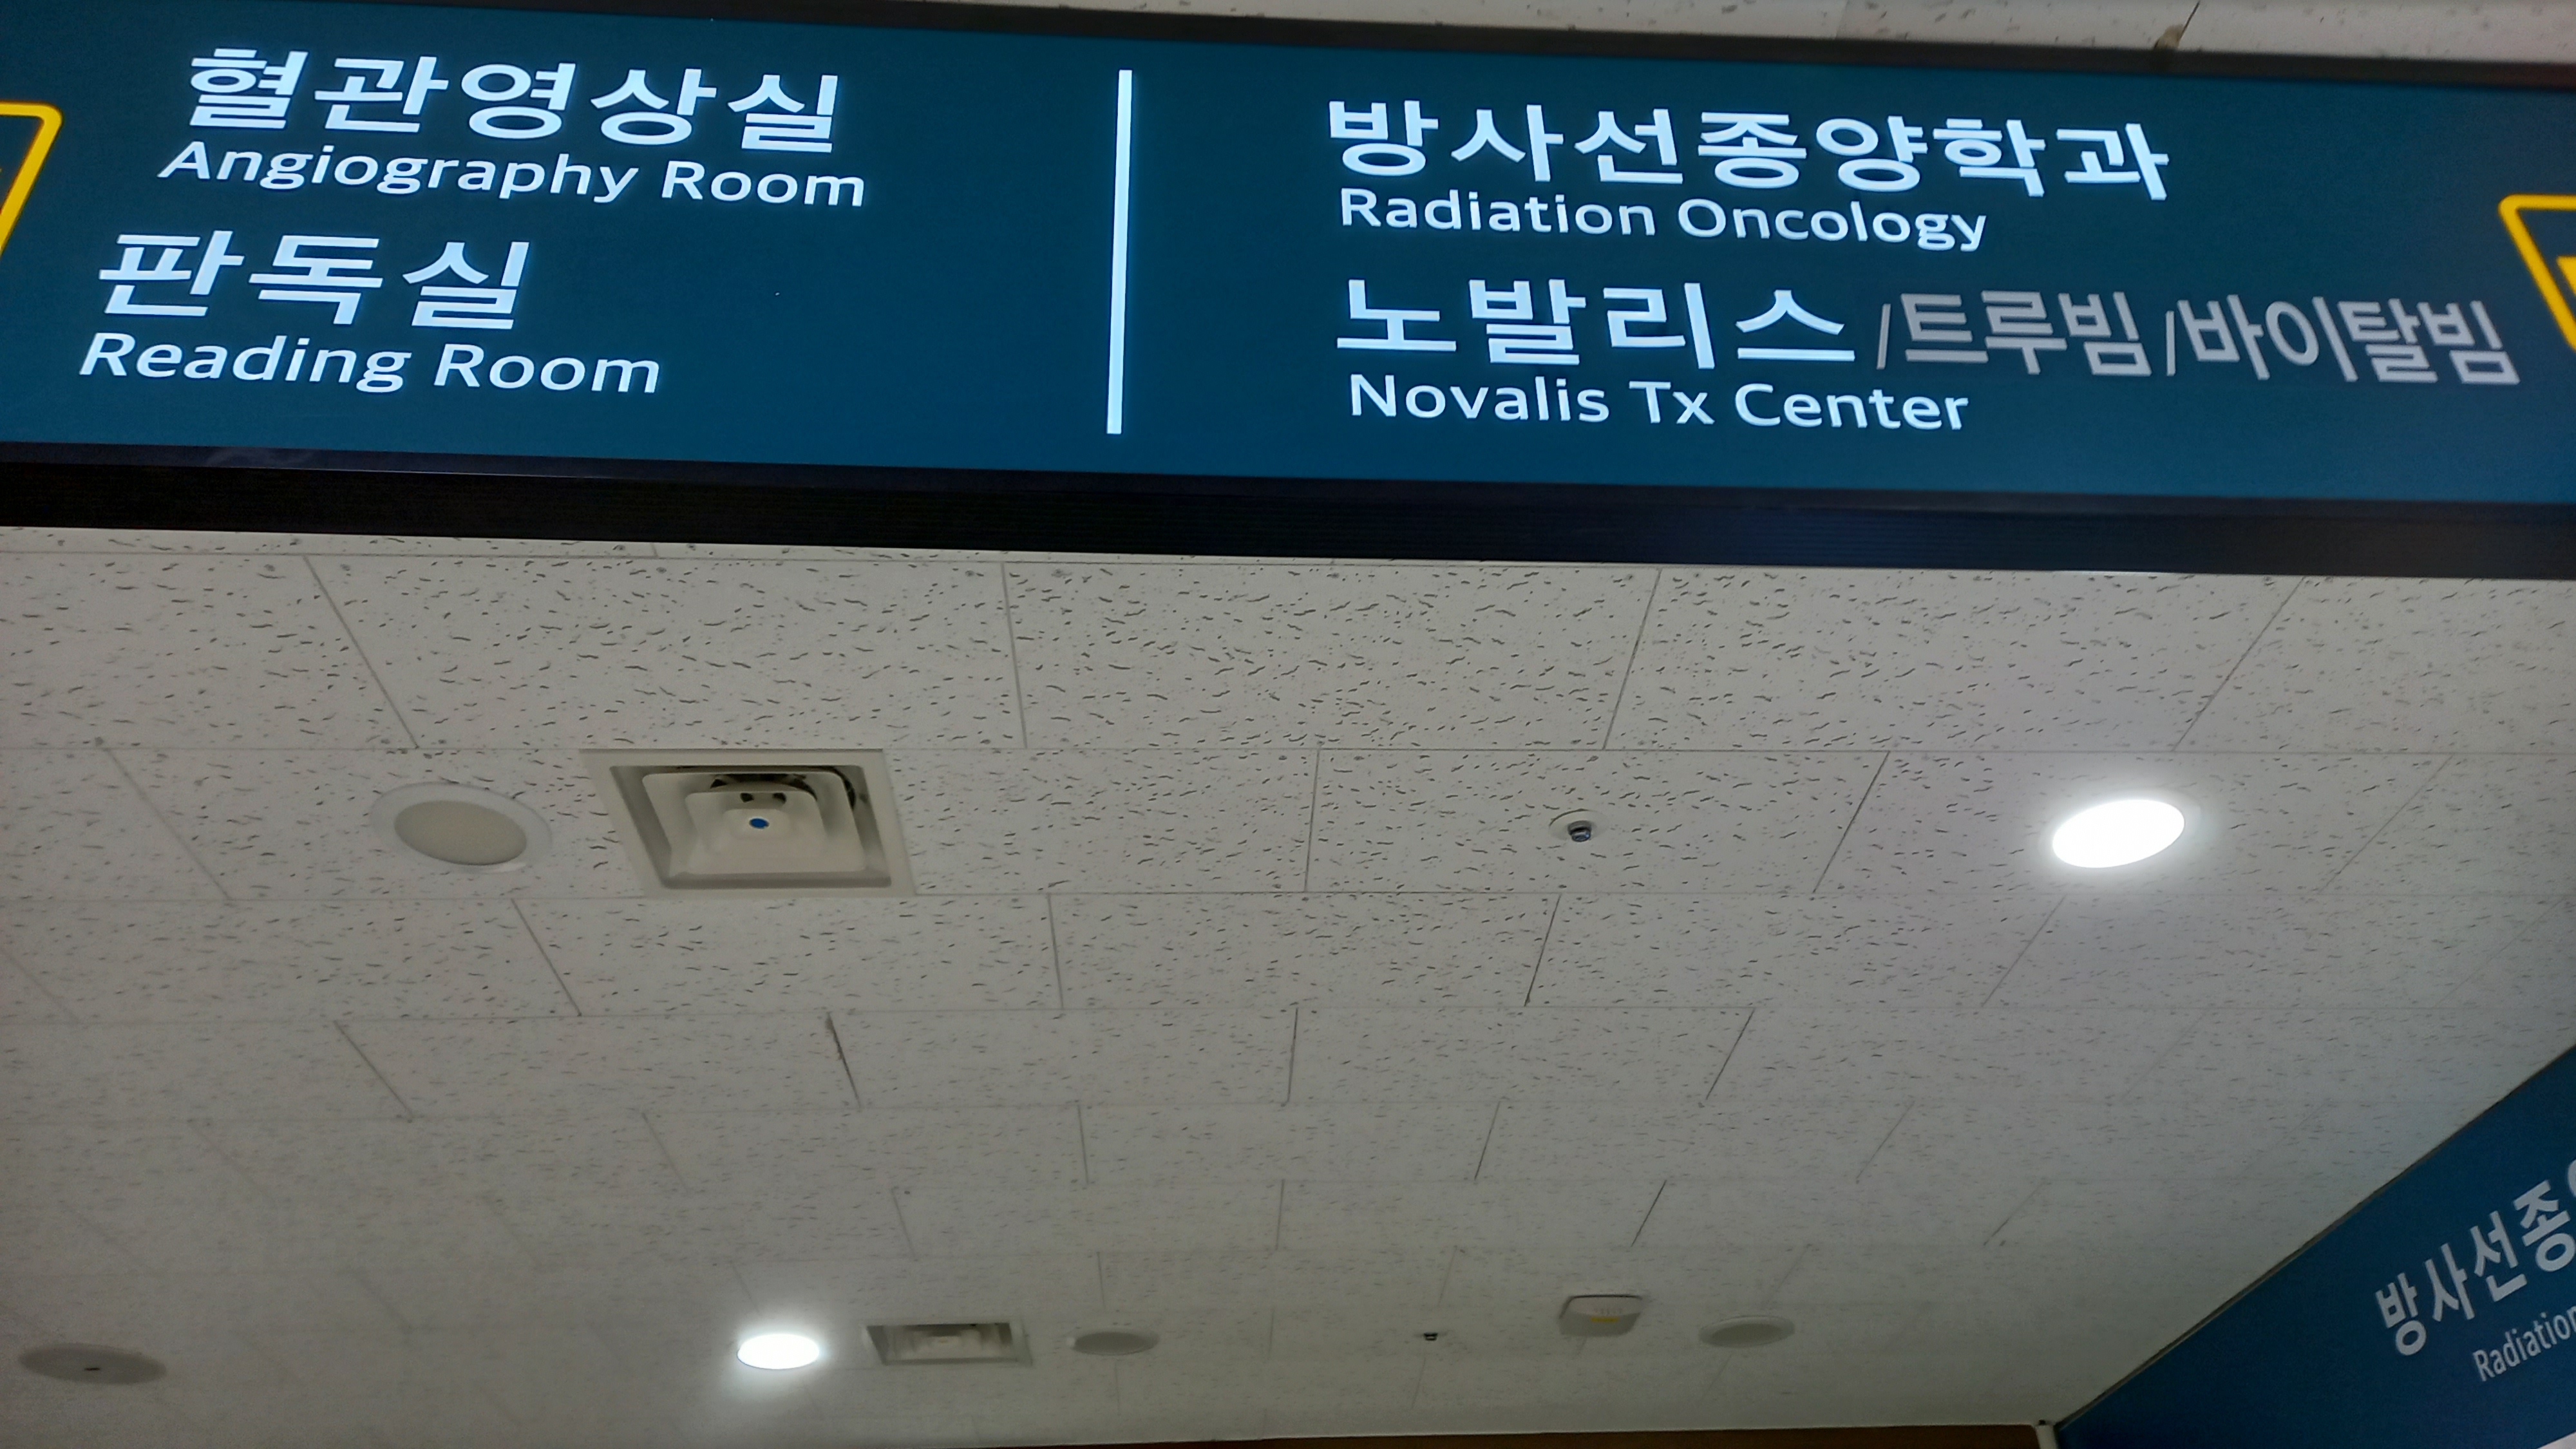 혈관영상실
Angiography Room
판독실
Reading Room
방사선종양학과
Radiation Oncology
노발리스/트루빔/바이탈빔
Novalis Tx Center
방사선종
Radiation